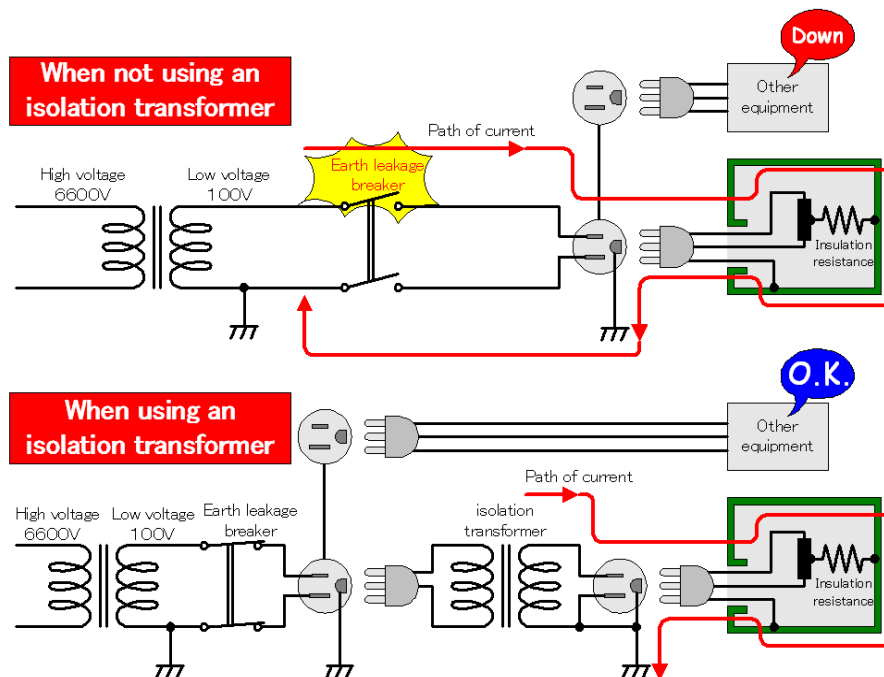 When not using an
isolation transformer
Down
Other
equipment
Path of current
High voltage
6600V
Low voltage
100V
Earth leakage
breaker
Insulation
resistance
When using an
isolation transformer
O.K.
Other
equipment
Path of current
High voltage
6600V
Low voltage
100V
Earth leakage
breaker
isolation
transformer
Insulation
resistance